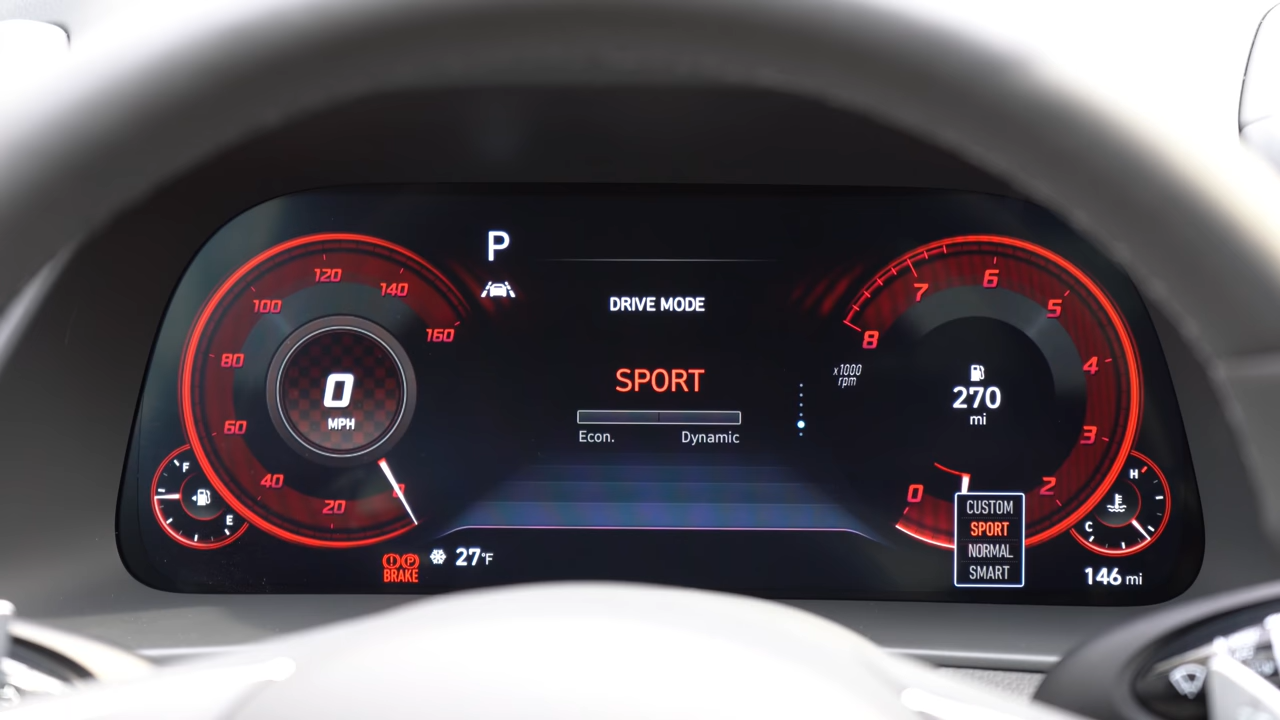 P
120
140
100
160
80
60
40
20
0
0
MPH
F
E
DRIVE MODE
SPORT
Econ.
Dynamic
BRAKE
P
27°F
8
7
6
5
4
3
2
0
x1000
rpm
270
mi
CUSTOM
SPORT
NORMAL
SMART
H
C
146 mi